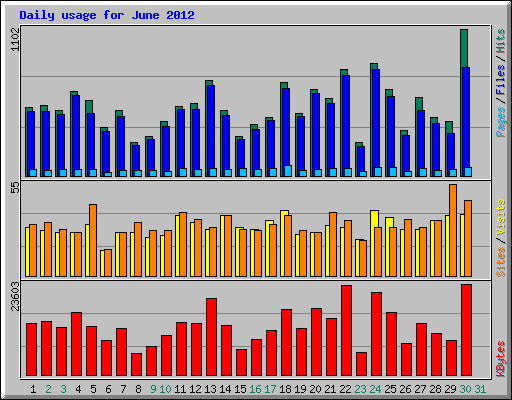 Daily usage for June 2012
1102
Pages / Files / Hits
55
Sites / Visits
23603
KBytes
1 2 3 4 5 6 7 8 9 10 11 12 13 14 15 16 17 18 19 20 21 22 23 24 25 26 27 28 29 30 31